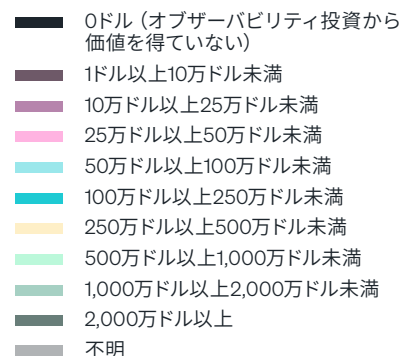 0ドル（オブザーバビリティ投資から
価値を得ていない）
1ドル以上10万ドル未満
10万ドル以上25万ドル未満
25万ドル以上50万ドル未満
50万ドル以上100万ドル未満
100万ドル以上250万ドル未満
250万ドル以上500万ドル未満
500万ドル以上1,000万ドル未満
1,000万ドル以上2,000万ドル未満
2,000万ドル以上
不明